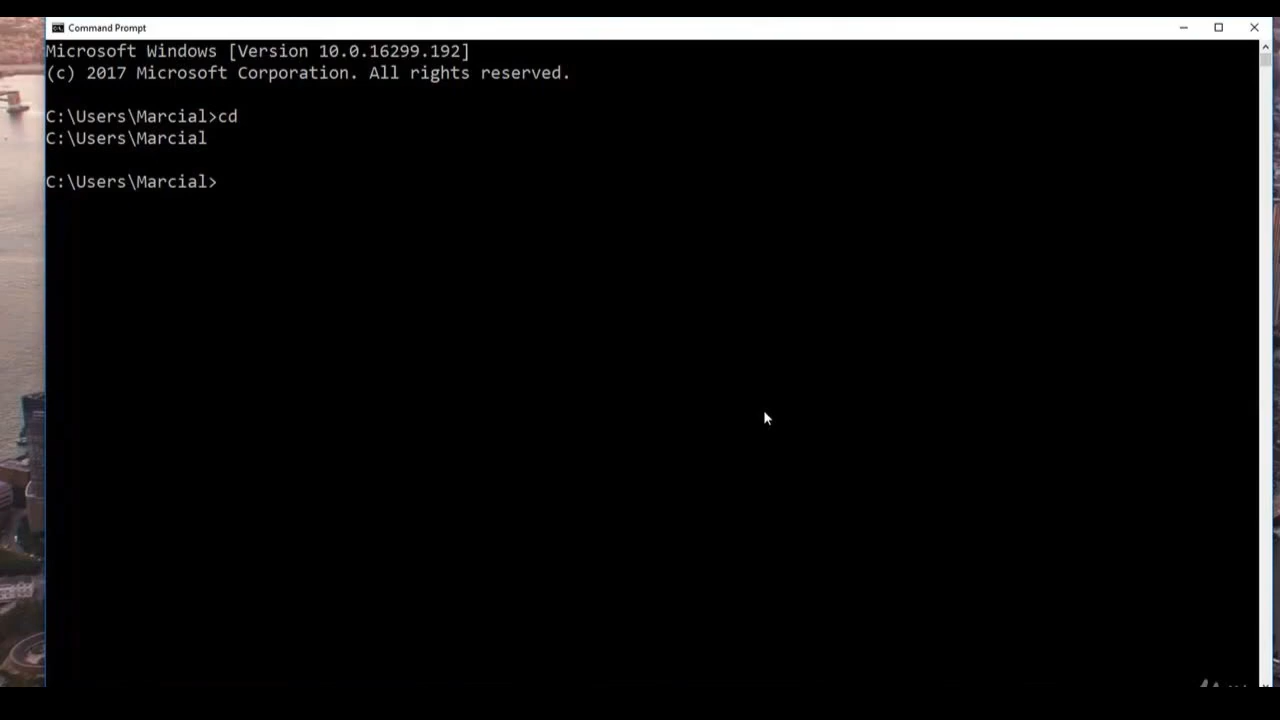 Command Prompt
Microsoft Windows [Version 10.0.16299.192]
(c) 2017 Microsoft Corporation. All rights reserved.
C:\Users\Marcial>cd
C:\Users\Marcial
C:\Users\Marcial>